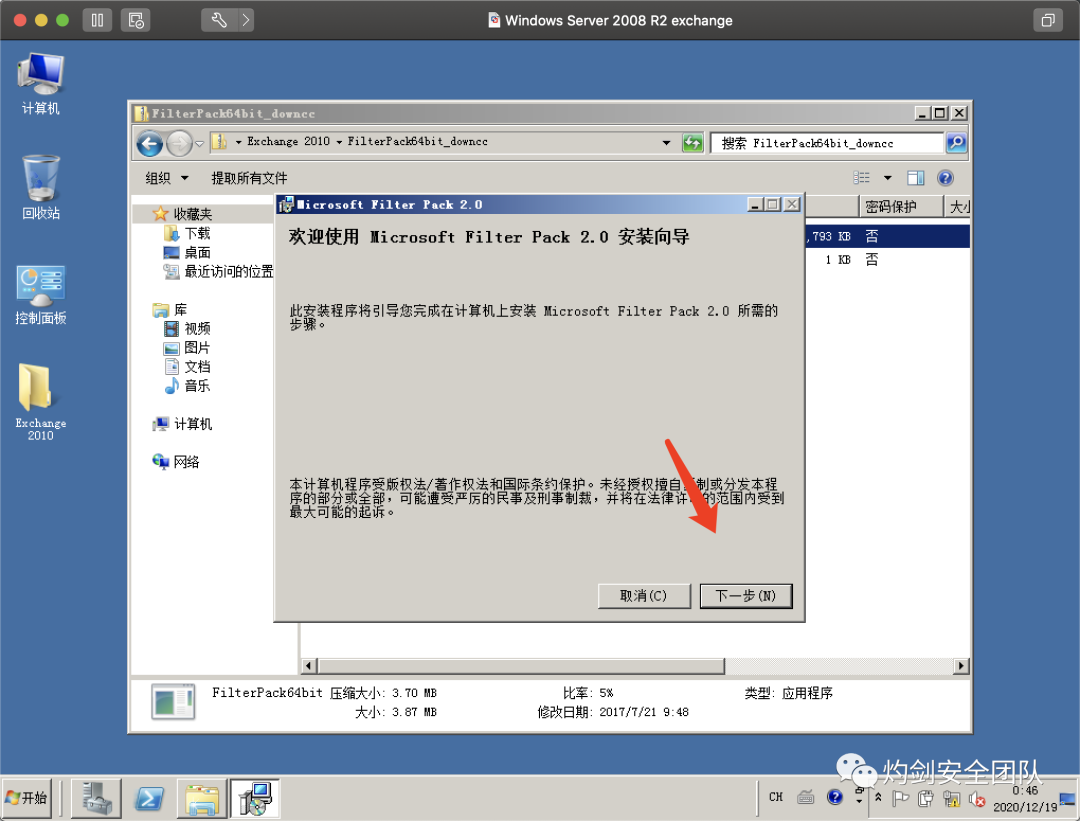 Windows Server 2008 R2 exchange
计算机
回收站
控制面板
Exchange
2010
FilterPack64bit_downcc
Exchange 2010
FilterPack64bit_downcc
搜索 FilterPack64bit_downcc
组织
提取所有文件
收藏夹
下载
桌面
最近访问的位置
库
视频
图片
文档
音乐
计算机
网络
密码保护
大小
,793 KB 否
1 KB 否
Microsoft Filter Pack 2.0
欢迎使用 Microsoft Filter Pack 2.0 安装向导
此安装程序将引导您完成在计算机上安装 Microsoft Filter Pack 2.0 所需的
步骤。
本计算机程序受版权法/著作权法和国际条约保护。未经授权擅自 制或分发本程
序的部分或全部，可能遭受严厉的民事及刑事制裁，并将在法律许 的范围内受到
最大可能的起诉。
取消(C)
下一步(N)
FilterPack64bit 压缩大小: 3.70 MB
比率: 5%
类型: 应用程序
大小: 3.87 MB
修改日期: 2017/7/21 9:48
灼剑安全团队
开始
CH
0:46
2020/12/19